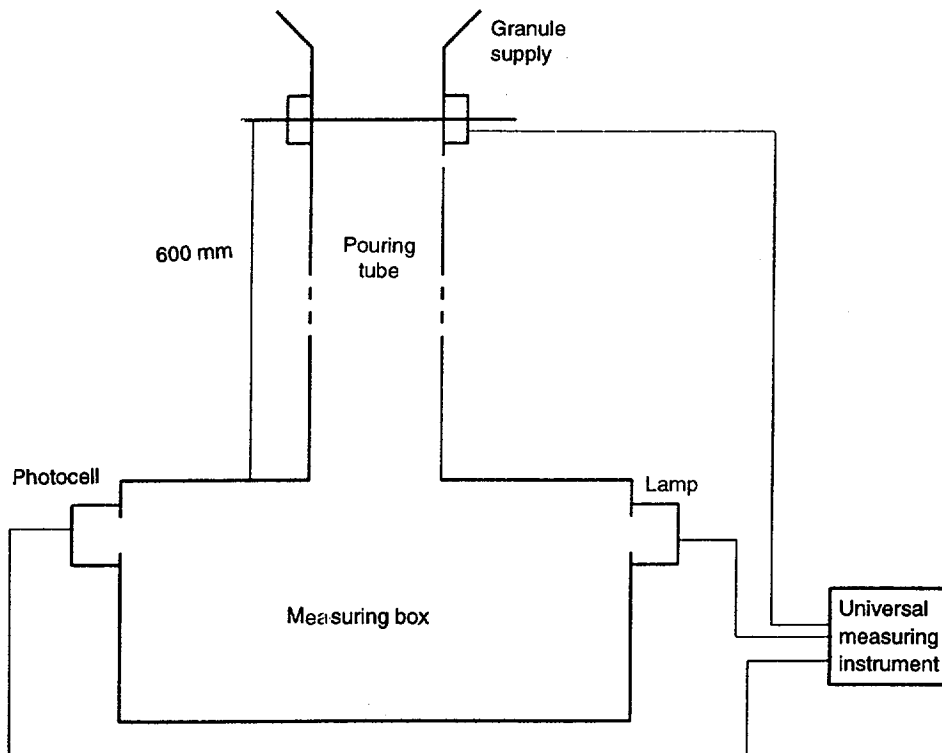 Granule
supply
600 mm
Pouring
tube
Photocell
Lamp
Measuring box
Universal
measuring
instrument